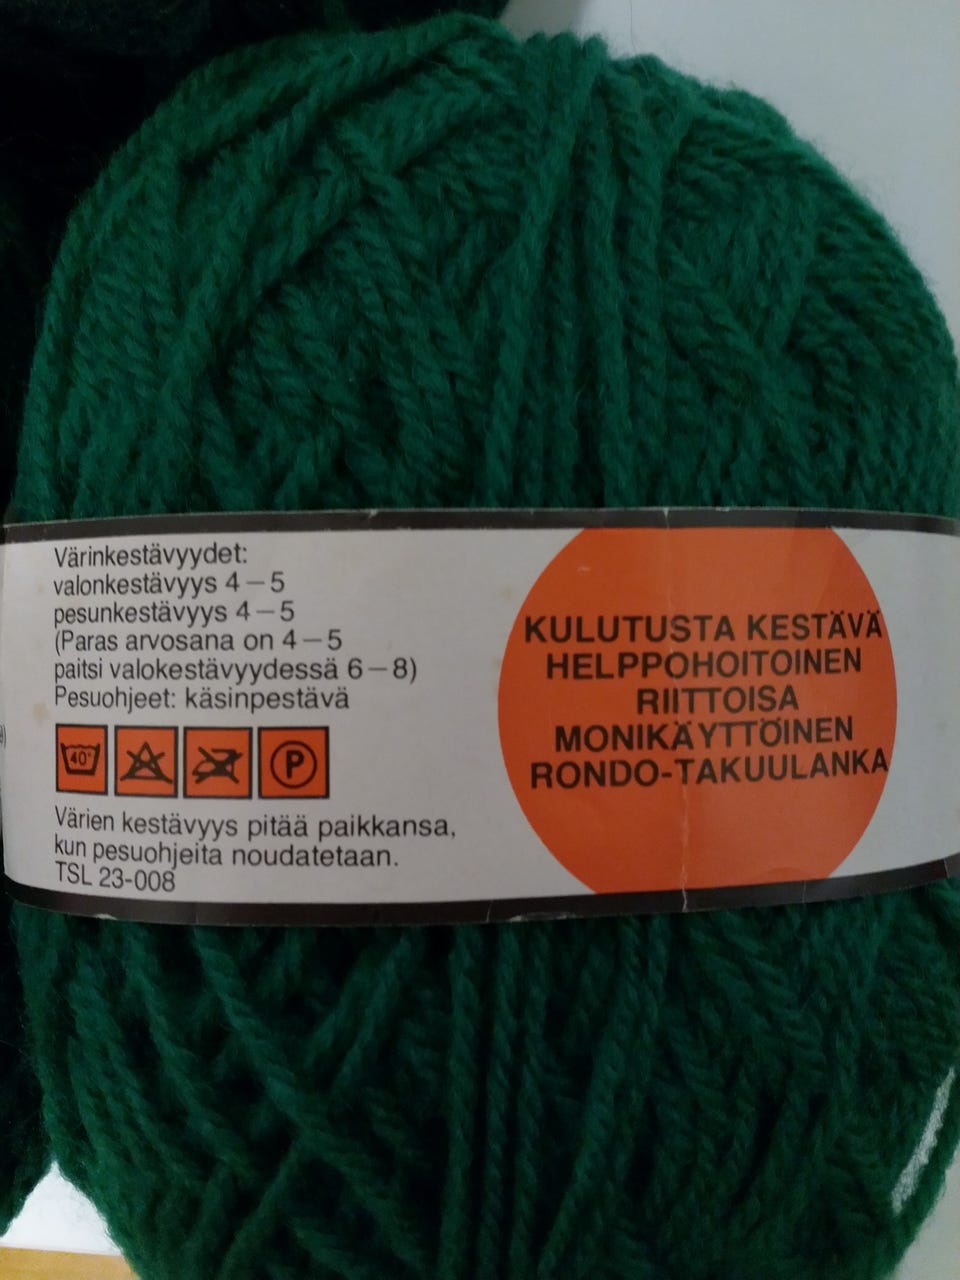 Värinkestävyydet:
valonkestävyys 4–5
pesunkestävyys 4–5
(Paras arvosana on 4–5
paitsi valokestävyydessä 6–8)
Pesuohjeet: käsinpestävä
40°
P
Värien kestävyys pitää paikkansa,
kun pesuohjeita noudatetaan.
TSL 23-008
KULUTUSTA KESTÄVÄ
HELPPOHOITOINEN
RIITTOISA
MONIKÄYTTÖINEN
RONDO-TAKUULANKA